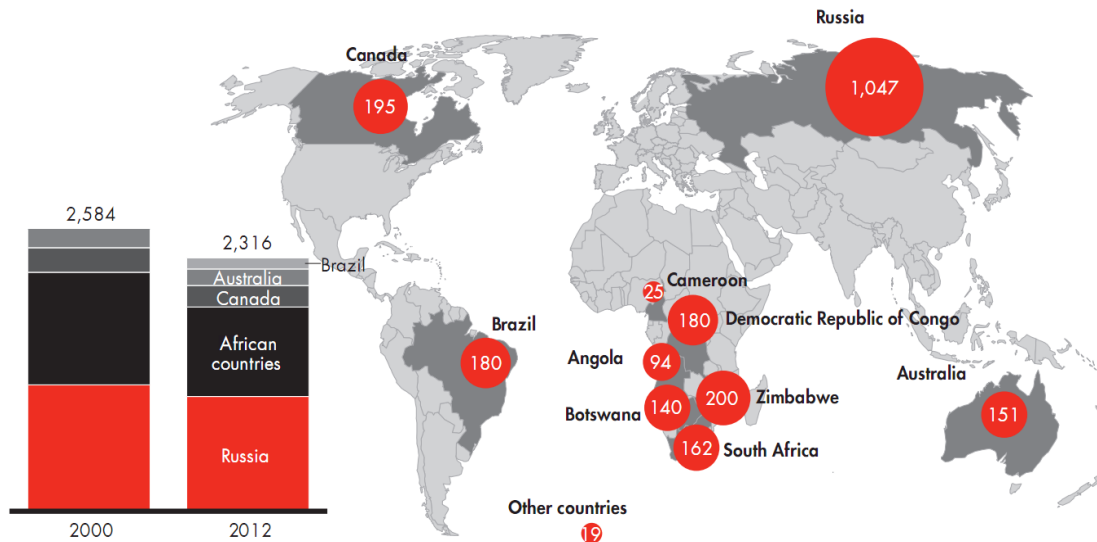 Russia
1,047
Canada
195
2,584
2,316
Brazil
Australia
Canada
African
countries
Russia
2000
2012
Cameroon
25
Democratic Republic of Congo
180
Brazil
180
Angola
94
Zimbabwe
200
Botswana
140
South Africa
162
Australia
151
Other countries
19